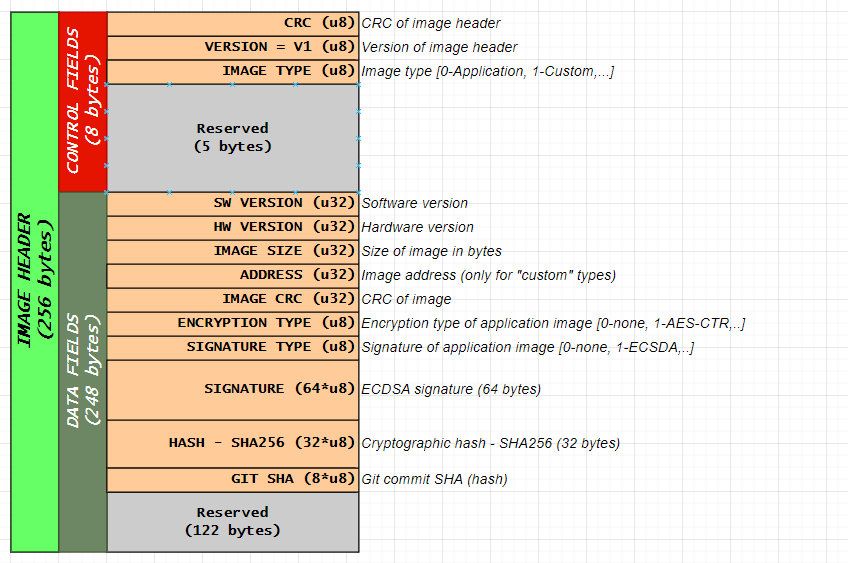 IMAGE HEADER
(256 bytes)
CONTROL FIELDS
(8 bytes)
CRC (u8) CRC of image header
VERSION = V1 (u8) Version of image header
IMAGE TYPE (u8) Image type [0-Application, 1-Custom,...]
Reserved
(5 bytes)
DATA FIELDS
(248 bytes)
SW VERSION (u32) Software version
HW VERSION (u32) Hardware version
IMAGE SIZE (u32) Size of image in bytes
ADDRESS (u32) Image address (only for "custom" types)
IMAGE CRC (u32) CRC of image
ENCRYPTION TYPE (u8) Encryption type of application image [0-none, 1-AES-CTR,..]
SIGNATURE TYPE (u8) Signature of application image [0-none, 1-ECSDA,..]
SIGNATURE (64*u8) ECDSA signature (64 bytes)
HASH - SHA256 (32*u8) Cryptographic hash - SHA256 (32 bytes)
GIT SHA (8*u8) Git commit SHA (hash)
Reserved
(122 bytes)